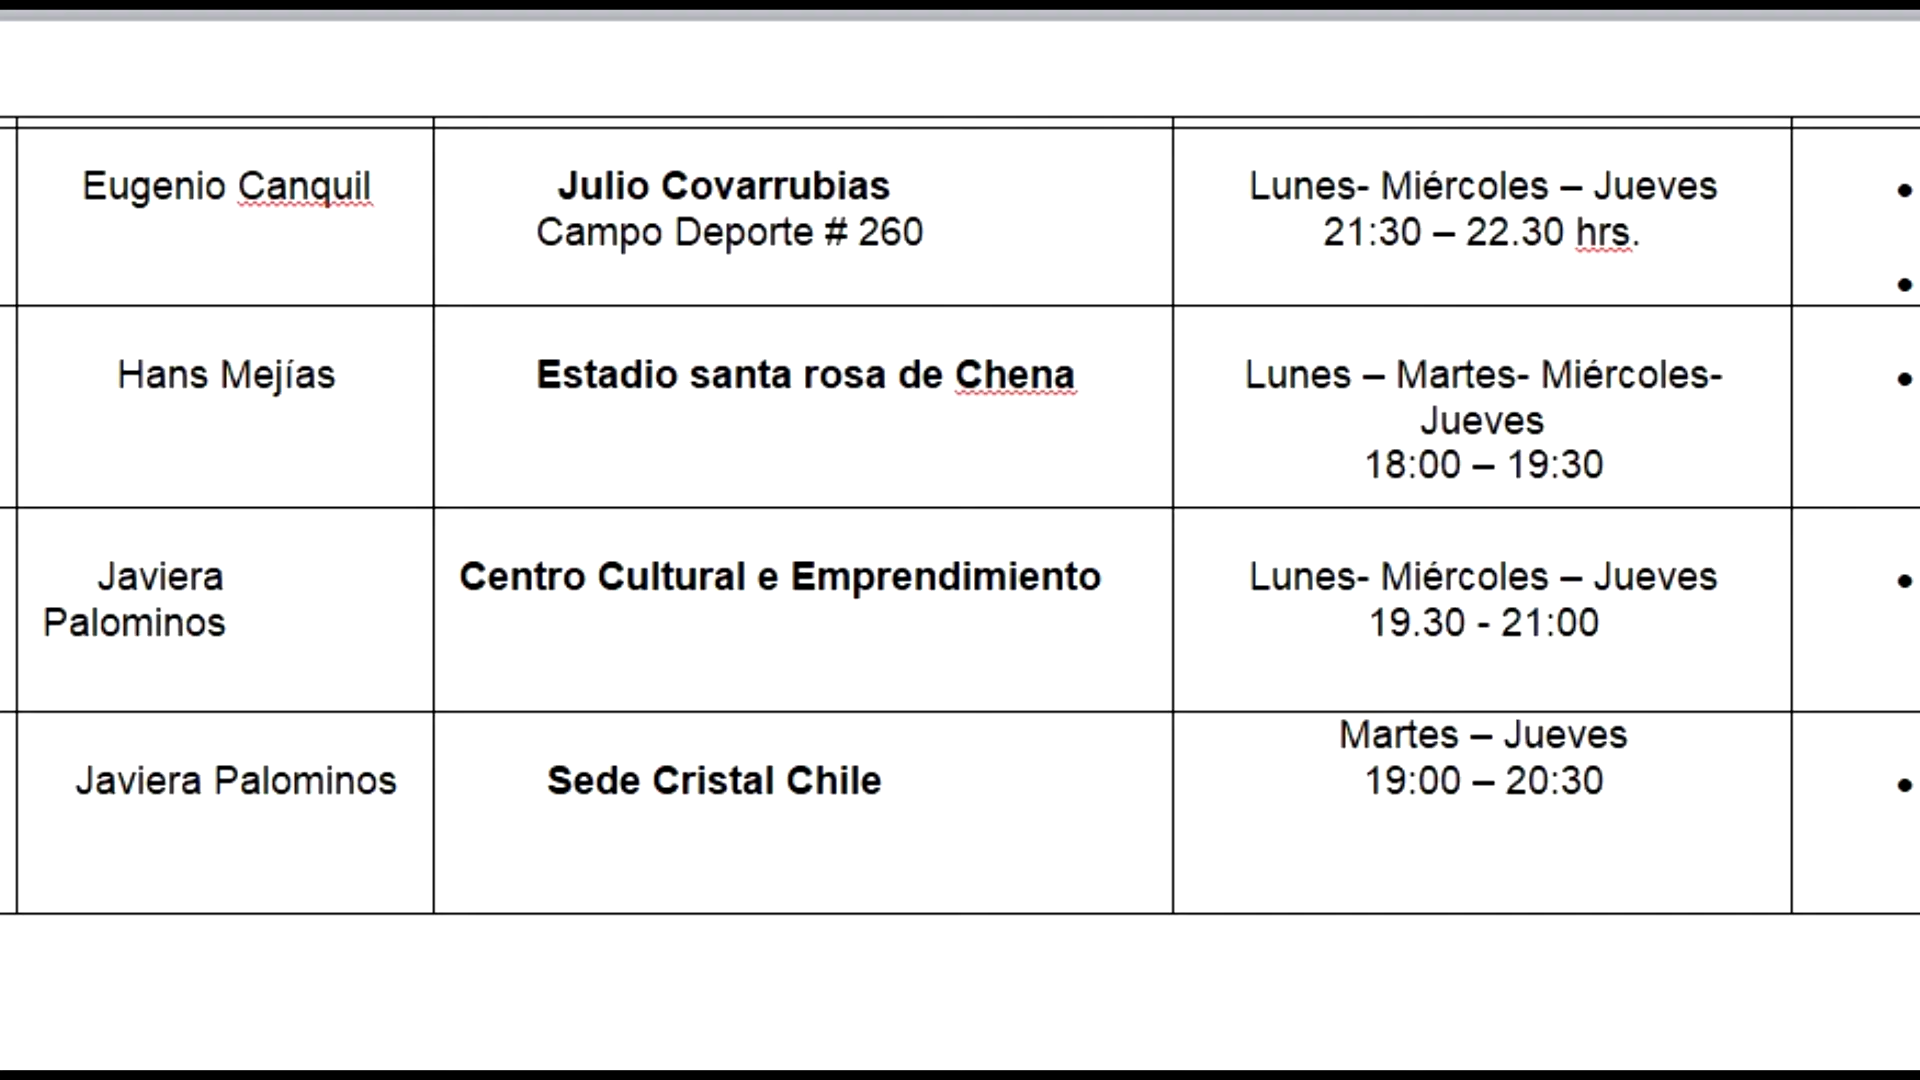 Eugenio Canquil
Julio Covarrubias
Campo Deporte # 260
Lunes- Miércoles – Jueves
21:30 – 22.30 hrs.
Hans Mejías
Estadio santa rosa de Chena
Lunes – Martes- Miércoles-
Jueves
18:00 – 19:30
Javiera
Palominos
Centro Cultural e Emprendimiento
Lunes- Miércoles – Jueves
19.30 - 21:00
Javiera Palominos
Sede Cristal Chile
Martes – Jueves
19:00 – 20:30